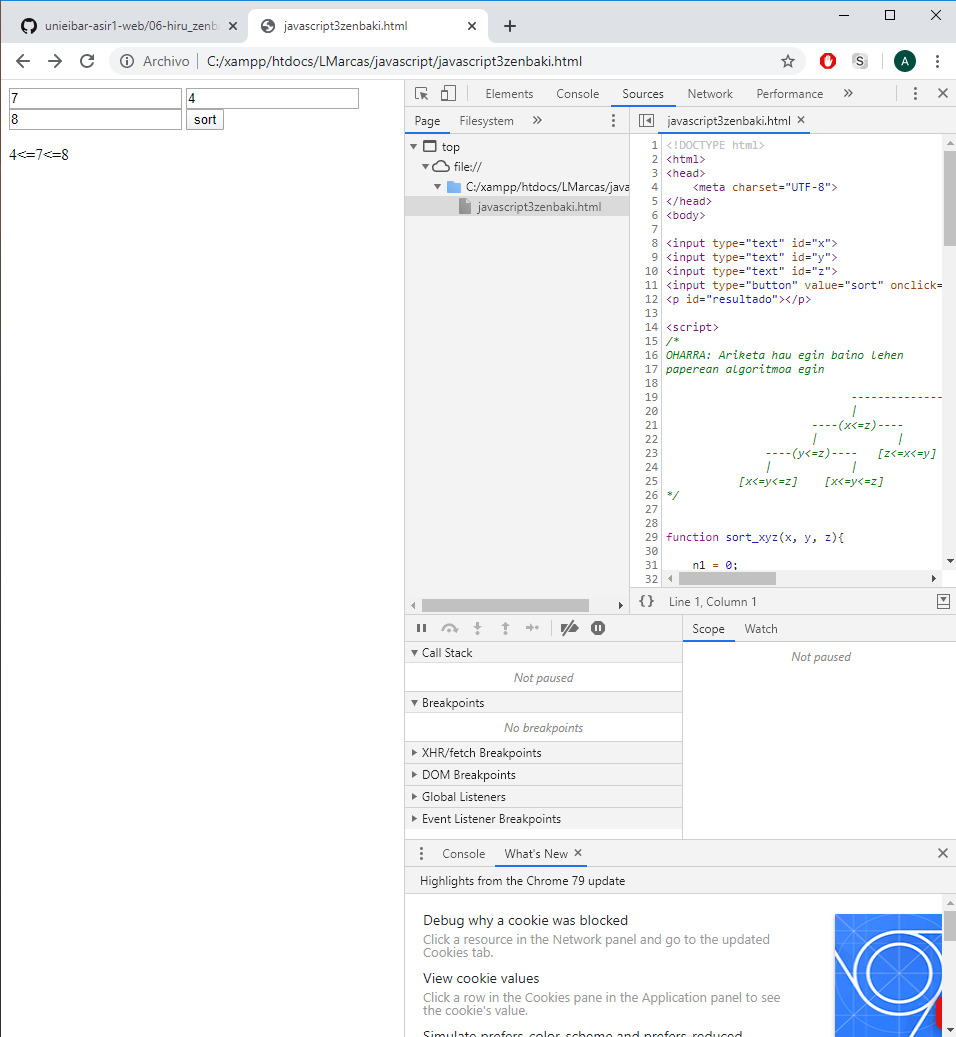 unieibar-asir1-web/06-hiru_zenb
javascript3zenbaki.html
Archivo
C:/xampp/htdocs/LMarcas/javascript/javascript3zenbaki.html
S
A
7
4
8
sort
4<=7<=8
Elements Console Sources Network Performance »
Page Filesystem »
javascript3zenbaki.html
top
file://
C:/xampp/htdocs/LMarcas/java
javascript3zenbaki.html
1 <!DOCTYPE html>
2 <html>
3 <head>
4 <meta charset="UTF-8">
5 </head>
6 <body>
7
8 <input type="text" id="x">
9 <input type="text" id="y">
10 <input type="text" id="z">
11 <input type="button" value="sort" onclick=
12 <p id="resultado"></p>
13
14 <script>
15 /*
16 OHARRA: Ariketa hau egin baino lehen
17 paperean algoritmoa egin
18
19 --------------
20 |
21 ----(x<=z)----
22 | |
23 ----(y<=z)---- [z<=x<=y]
24 | |
25 [x<=y<=z] [x<=y<=z]
26 */
27
28
29 function sort_xyz(x, y, z){
30
31 n1 = 0;
32
{} Line 1, Column 1
Call Stack
Not paused
Breakpoints
No breakpoints
XHR/fetch Breakpoints
DOM Breakpoints
Global Listeners
Event Listener Breakpoints
Scope Watch
Not paused
Console What's New
Highlights from the Chrome 79 update
Debug why a cookie was blocked
Click a resource in the Network panel and go to the updated
Cookies tab.
View cookie values
Click a row in the Cookies pane in the Application panel to see
the cookie's value.
Simulate prefers-color-scheme and prefers-reduced